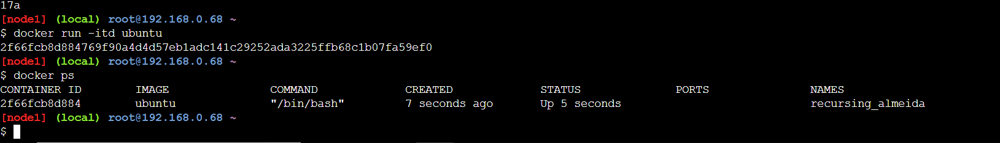 17a
[node1] (local) root@192.168.0.68 ~
$ docker run -itd ubuntu
2f66fcb8d884769f90a4d4d57eb1adc141c29252ada3225ffb68c1b07fa59ef0
[node1] (local) root@192.168.0.68 ~
$ docker ps
CONTAINER ID        IMAGE               COMMAND             CREATED             STATUS              PORTS               NAMES
2f66fcb8d884        ubuntu              "/bin/bash"         7 seconds ago       Up 5 seconds                            recursing_almeida
[node1] (local) root@192.168.0.68 ~
$